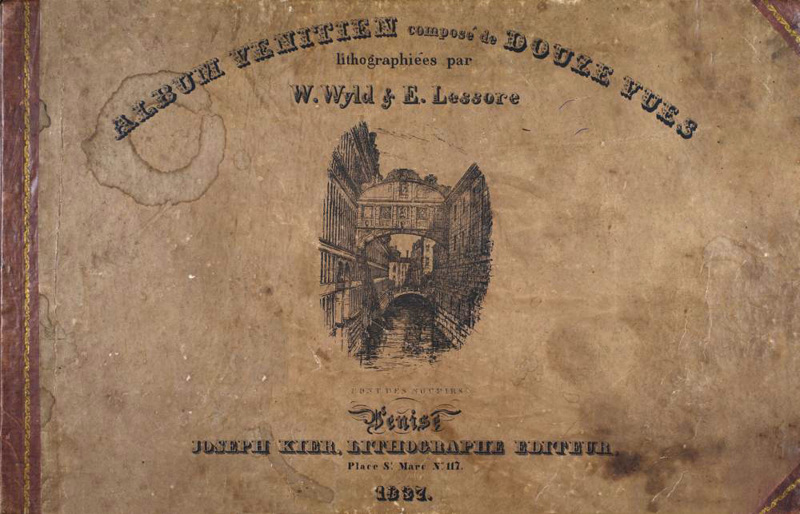 ALBUM VENITIEN composé de DOUZE VUES
lithographiées par
W. Wyld & E. Lessore
PONT DES SOUPIRS.
Venise
JOSEPH KIER, LITHOGRAPHE EDITEUR.
Place St. Marc No. 117.
1837.